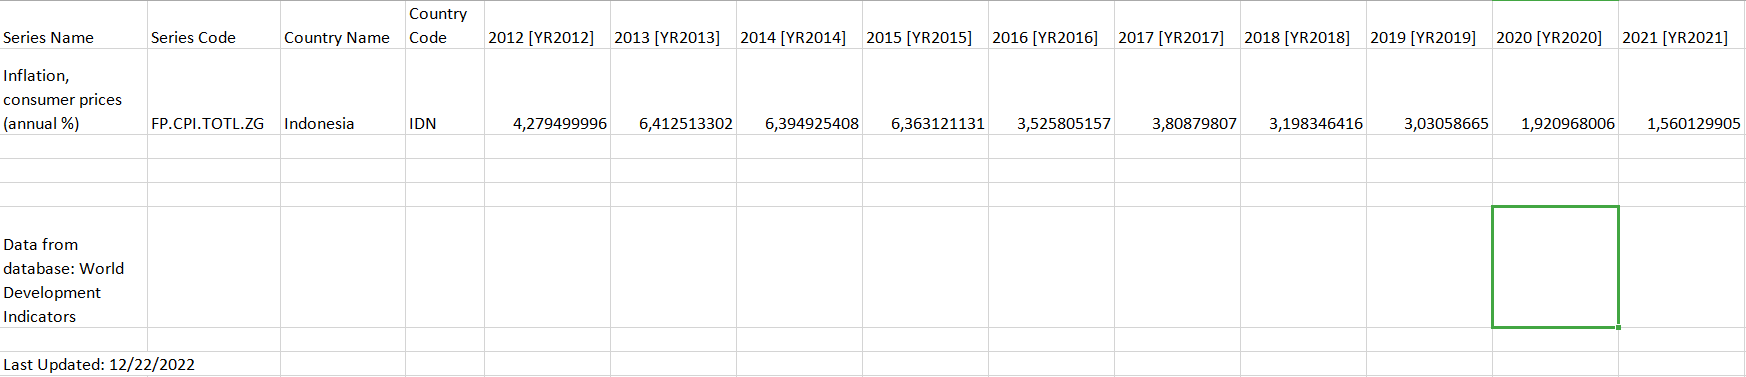 Series Name Series Code Country Name Country Code 2012 [YR2012] 2013 [YR2013] 2014 [YR2014] 2015 [YR2015] 2016 [YR2016] 2017 [YR2017] 2018 [YR2018] 2019 [YR2019] 2020 [YR2020] 2021 [YR2021]
Inflation,
consumer prices
(annual %) FP.CPI.TOTL.ZG Indonesia IDN 4,279499996 6,412513302 6,394925408 6,363121131 3,525805157 3,80879807 3,198346416 3,03058665 1,920968006 1,560129905
Data from
database: World
Development
Indicators
Last Updated: 12/22/2022